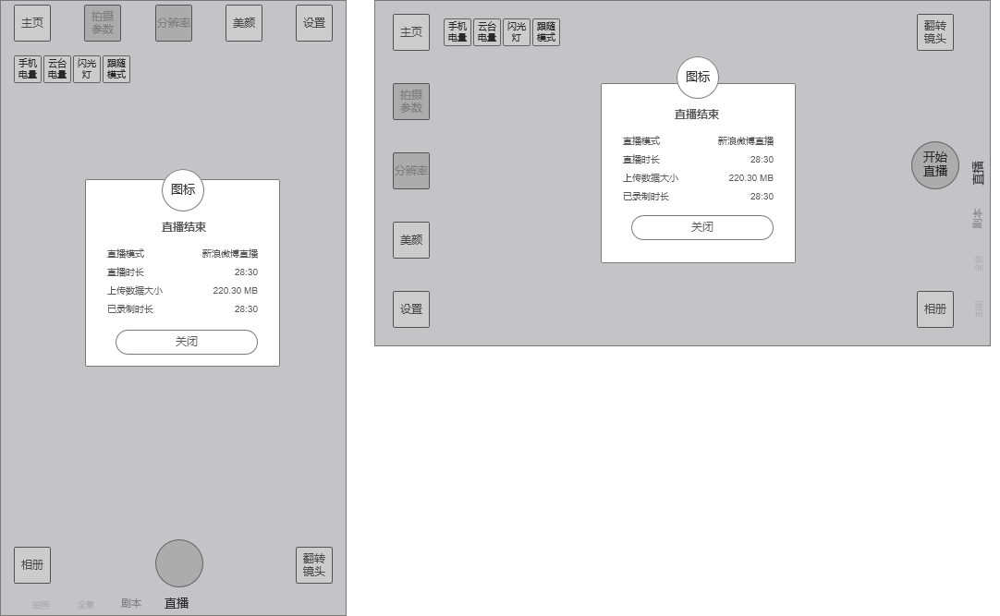 主页
拍摄
参数
分辨率
美颜
设置
手机
电量
云台
电量
闪光
灯
跟随
模式
图标
直播结束
直播模式 新浪微博直播
直播时长 28:30
上传数据大小 220.30 MB
已录制时长 28:30
关闭
相册
翻转
镜头
拍照 全景 剧本 直播
主页
手机
电量
云台
电量
闪光
灯
跟随
模式
翻转
镜头
拍摄
参数
分辨率
美颜
设置
图标
直播结束
直播模式 新浪微博直播
直播时长 28:30
上传数据大小 220.30 MB
已录制时长 28:30
关闭
开始
直播
直播
剧本
全景
拍照
相册